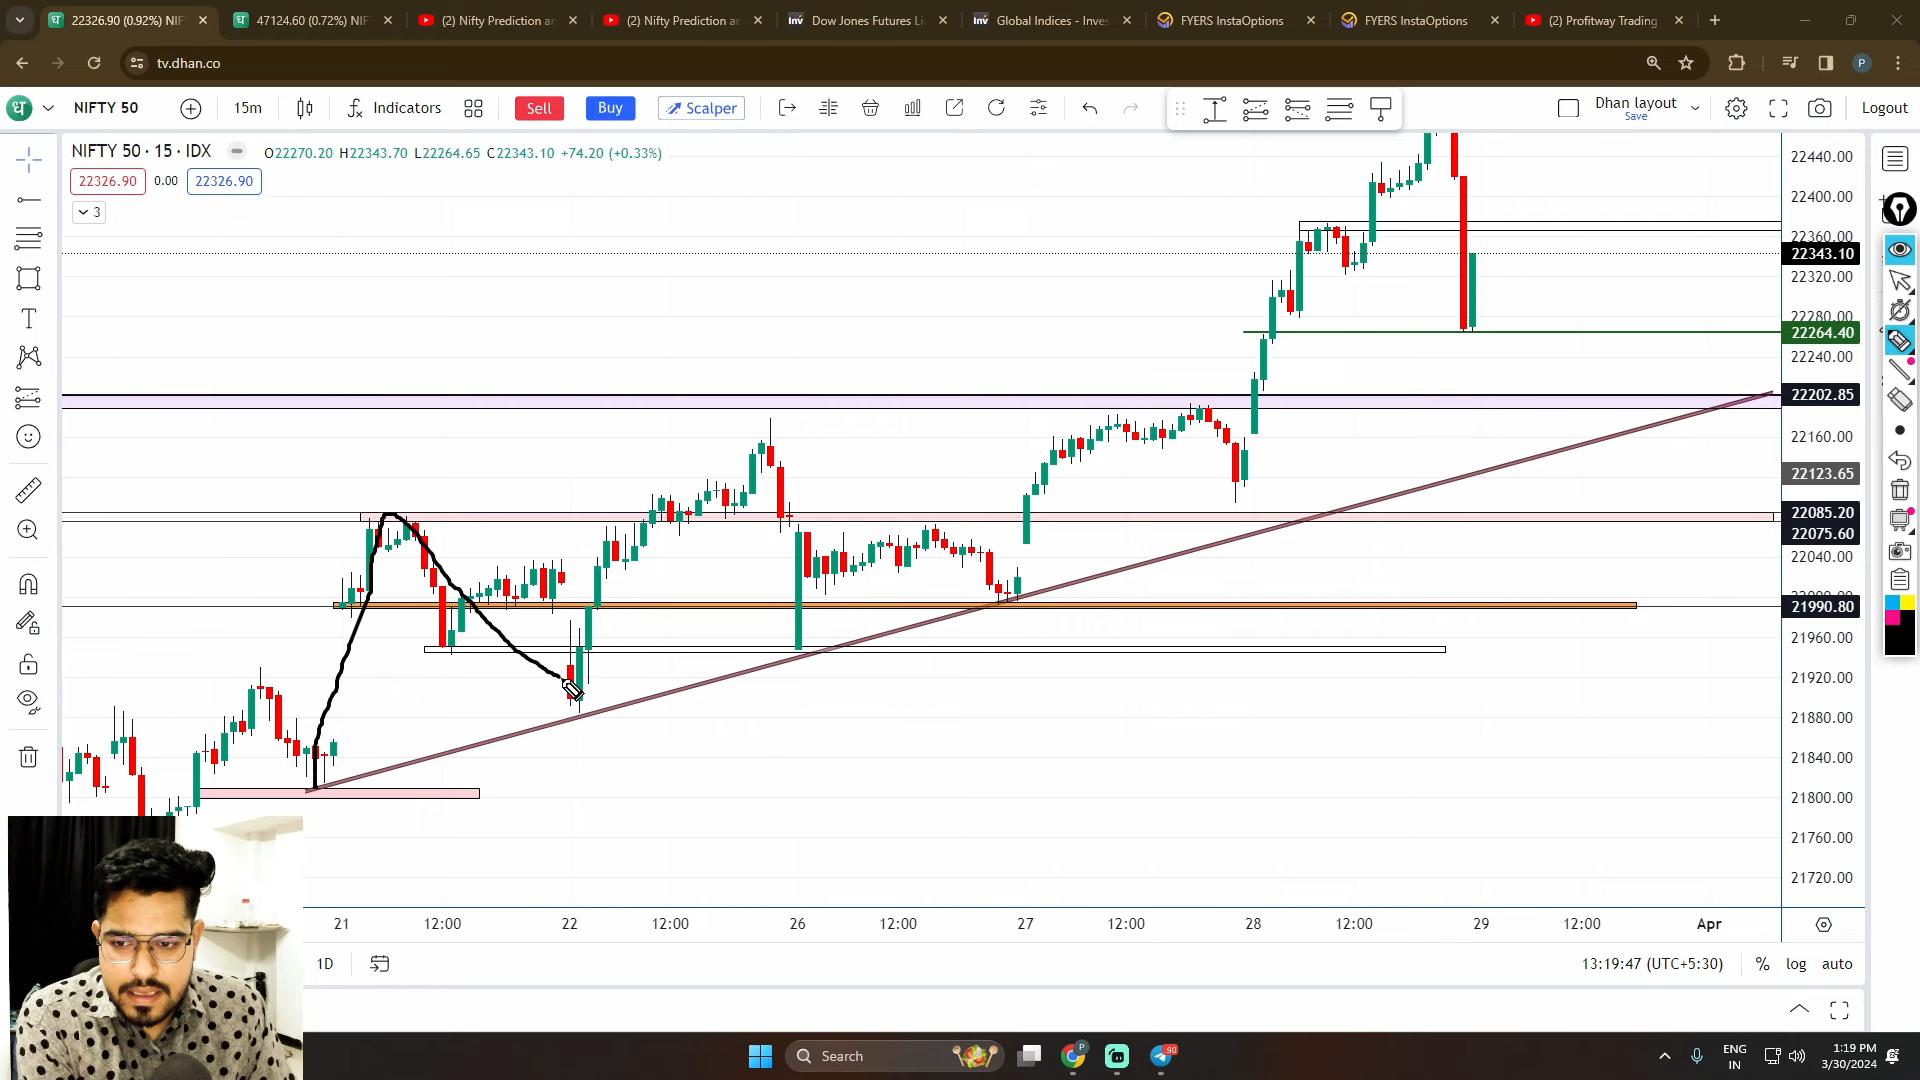 22326.90 (0.92%) NIF
47124.60 (0.72%) NIF
(2) Nifty Prediction an
(2) Nifty Prediction an
Dow Jones Futures Li
Global Indices - Inves
FYERS InstaOptions
FYERS InstaOptions
(2) Profitway Trading
tv.dhan.co
P
ध NIFTY 50 15m Indicators Sell Buy Scalper Dhan layout Save Logout
NIFTY 50 · 15 · IDX O22270.20 H22343.70 L22264.65 C22343.10 +74.20 (+0.33%)
22326.90 0.00 22326.90
3
22440.00
22400.00
22360.00
22343.10
22320.00
22280.00
22264.40
22240.00
22202.85
22160.00
22123.65
22085.20
22075.60
22040.00
21990.80
21960.00
21920.00
21880.00
21840.00
21800.00
21760.00
21720.00
21 12:00 22 12:00 26 12:00 27 12:00 28 12:00 29 12:00 Apr
1D 13:19:47 (UTC+5:30) % log auto
Search
P
90
ENG
IN
1:19 PM
3/30/2024